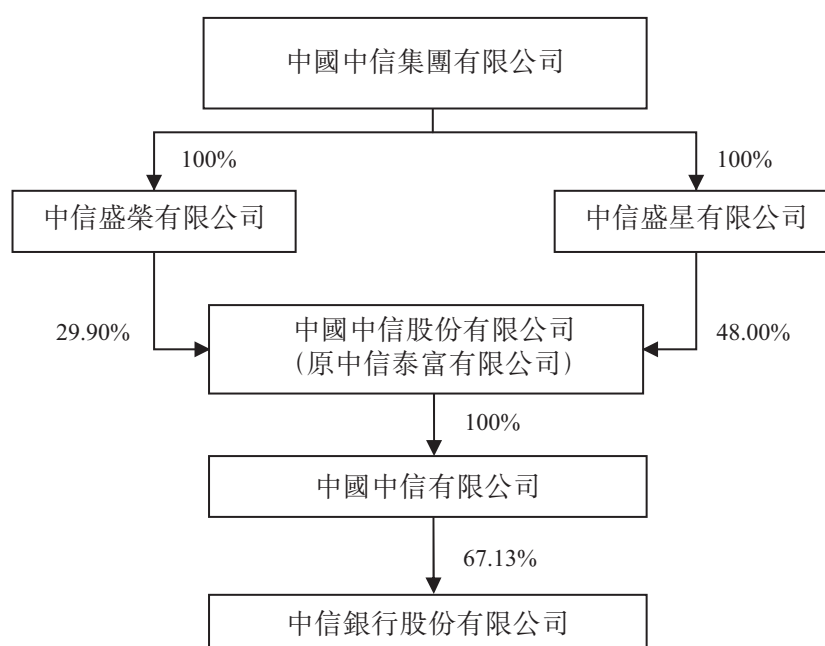 中國中信集團有限公司
100%
100%
中信盛榮有限公司
中信盛星有限公司
29.90%
中國中信股份有限公司
(原中信泰富有限公司)
48.00%
100%
中國中信有限公司
67.13%
中信銀行股份有限公司